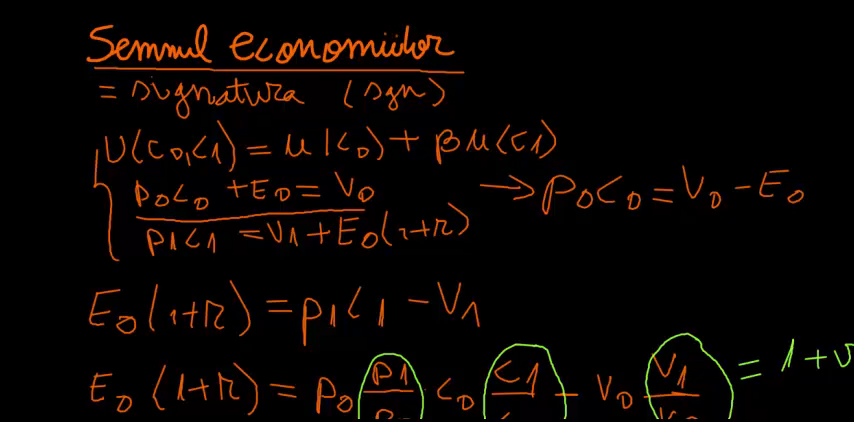 Semnul economiilor
= signatura (sgn)
U(C0,C1) = u(C0) + βu(C1)
P0C0 + E0 = V0 → P0C0 = V0 - E0
P1C1 = V1 + E0(1+r)
E0(1+r) = P1C1 - V1
E0(1+r) = P0 P1/ C0 C1/ - V0 V1/ = 1+